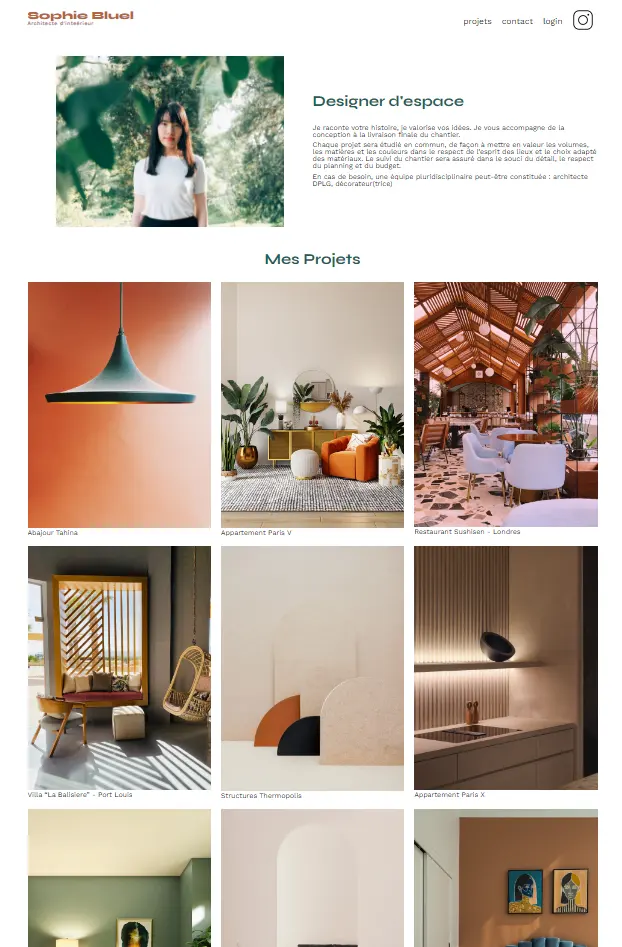 Sophie Bluel
Architecte d'inteérieur
projets contact login
Designer d'espace
Je raconte votre histoire, je valorise vos idées. Je vous accompagne de la
conception à la livraison finale du chantier.
Chaque projet sera étudié en commun, de façon à mettre en valeur les volumes,
les matières et les couleurs dans le respect de l'esprit des lieux et le choix adapté
des matériaux. Le suivi du chantier sera assuré dans le souci du détail, le respect
du planning et du budget.
En cas de besoin, une équipe pluridisciplinaire peut-être constituée : architecte
DPLG, décorateur(trice)
Mes Projets
Abajour Tahina
Appartement Paris V
Restaurant Sushisen - Londres
Villa “La Balisiere” - Port Louis
Structures Thermopolis
Appartement Paris X